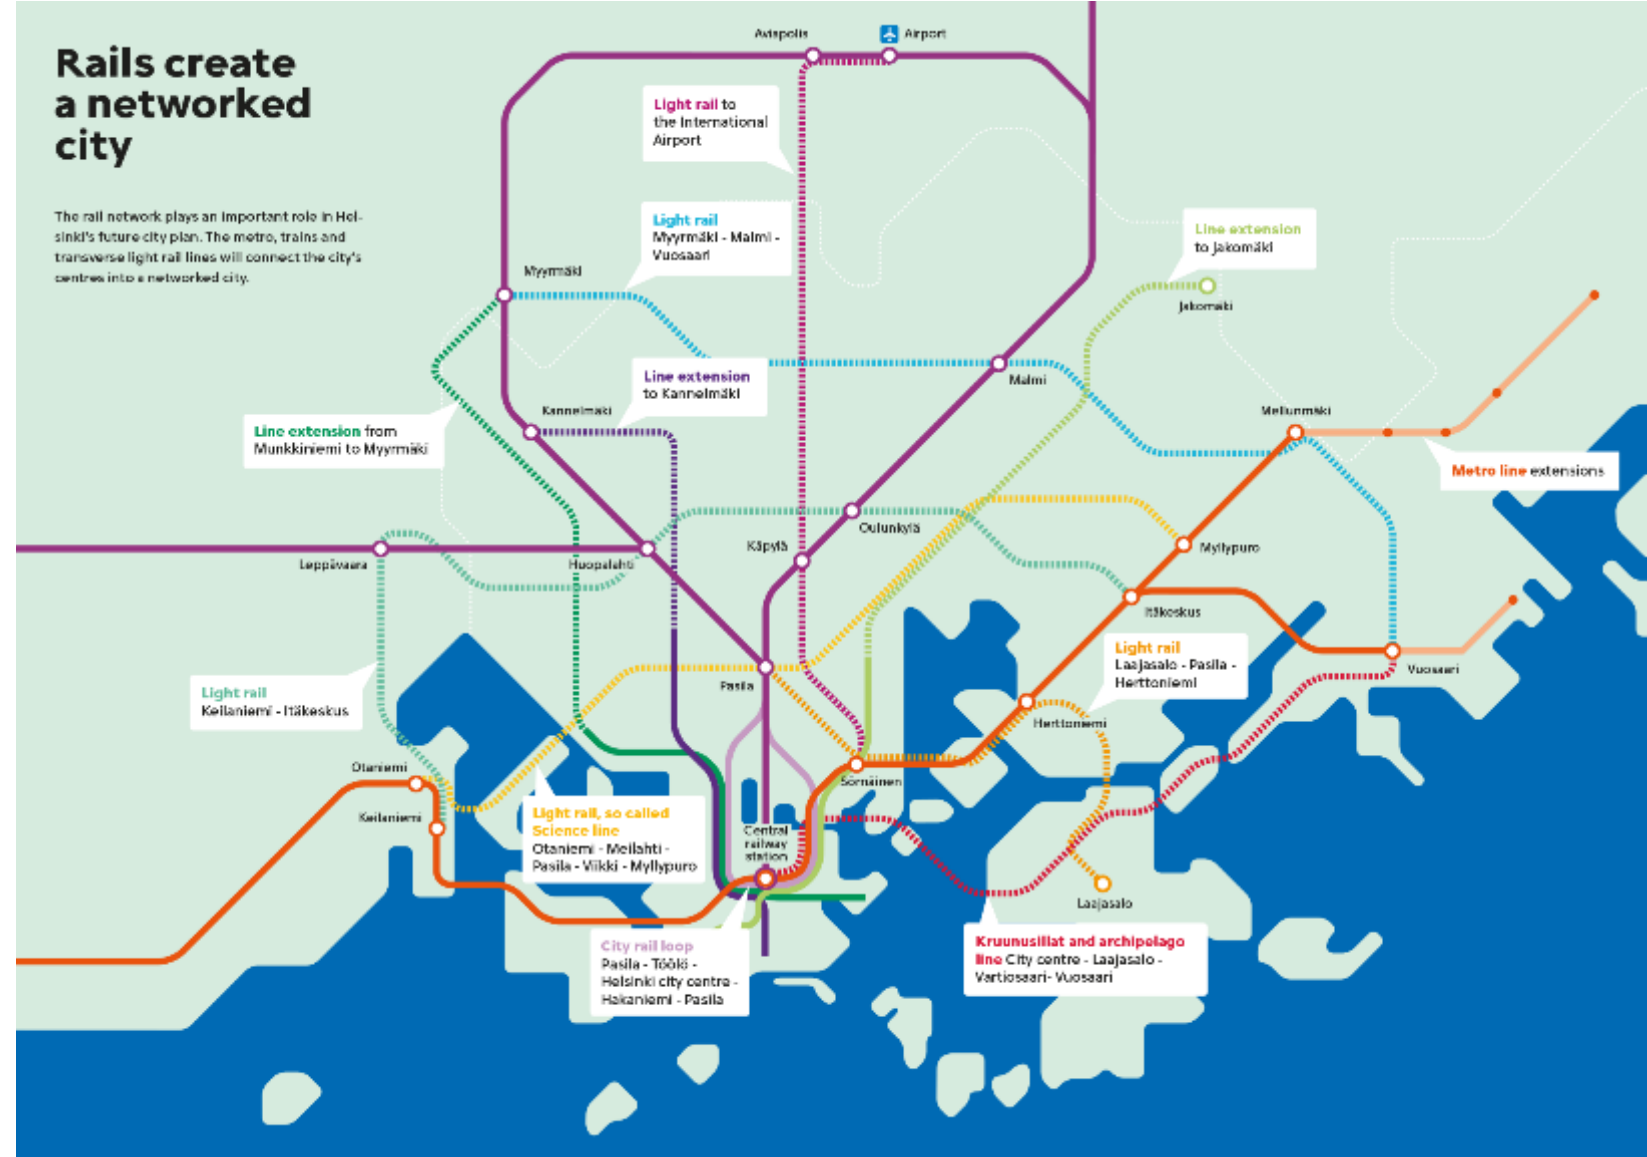 Rails create
a networked
city
The rail network plays an important role in Hel-
sinki's future city plan. The metro, trains and
transverse light rail lines will connect the city's
centres into a networked city.
Aviapolis
Airport
Light rail to
the International
Airport
Light rail
Myyrmäki - Malmi -
Vuosaari
Line extension
to Jakomäki
Myyrmäki
Jakomäki
Line extension
to Kannelmäki
Malmi
Kannelmäki
Mellunmäki
Line extension from
Munkkiniemi to Myyrmäki
Metro line extensions
Oulunkylä
Käpylä
Myllypuro
Leppävaara
Huopalahti
Itäkeskus
Light rail
Laajasalo - Pasila -
Herttoniemi
Vuosaari
Pasila
Light rail
Keilaniemi - Itäkeskus
Herttoniemi
Otaniemi
Sörnäinen
Keilaniemi
Light rail, so called
Science line
Otaniemi - Meilahti -
Pasila - Viikki - Myllypuro
Central
railway
station
Laajasalo
City rail loop
Pasila - Töölö -
Helsinki city centre -
Hakaniemi - Pasila
Kruunusillat and archipelago
line City centre - Laajasalo -
Vartiosaari- Vuosaari